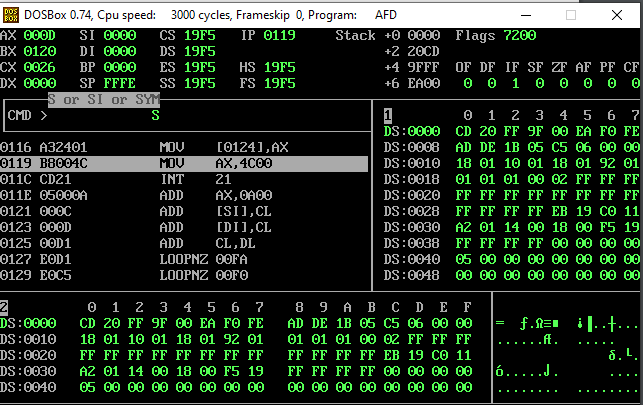 DOSBox 0.74, Cpu speed: 3000 cycles, Frameskip 0, Program: AFD
AX 000D SI 0000 CS 19F5 IP 0119 Stack +0 0000 Flags 7200
BX 0120 DI 0000 DS 19F5 +2 20CD
CX 0026 BP 0000 ES 19F5 HS 19F5 +4 9FFF OF DF IF SF ZF AF PF CF
DX 0000 SP FFFE SS 19F5 FS 19F5 +6 EA00 0 0 1 0 0 0 0 0
S or SI or SYM
CMD > S
0116 A32401 MOV [0124],AX
0119 B8004C MOV AX,4C00
011C CD21 INT 21
011E 05000A ADD AX,0A00
0121 000C ADD [SI],CL
0123 000D ADD [DI],CL
0125 00D1 ADD CL,DL
0127 E0D1 LOOPNZ 00FA
0129 E0C5 LOOPNZ 00F0
1 0 1 2 3 4 5 6 7
DS:0000 CD 20 FF 9F 00 EA F0 FE
DS:0008 AD DE 1B 05 C5 06 00 00
DS:0010 18 01 10 01 18 01 92 01
DS:0018 01 01 01 00 02 FF FF FF
DS:0020 FF FF FF FF FF FF FF FF
DS:0028 FF FF FF FF EB 19 C0 11
DS:0030 A2 01 14 00 18 00 F5 19
DS:0038 FF FF FF FF 00 00 00 00
DS:0040 05 00 00 00 00 00 00 00
DS:0048 00 00 00 00 00 00 00 00
2 0 1 2 3 4 5 6 7 8 9 A B C D E F
DS:0000 CD 20 FF 9F 00 EA F0 FE AD DE 1B 05 C5 06 00 00 = ƒ.Ω≡■ ¡▐..┼...
DS:0010 18 01 10 01 18 01 92 01 01 01 01 00 02 FF FF FF ......Æ.
DS:0020 FF FF FF FF FF FF FF FF FF FF FF FF EB 19 C0 11 δ.└.
DS:0030 A2 01 14 00 18 00 F5 19 FF FF FF FF 00 00 00 00 ó.....⌡. ....
DS:0040 05 00 00 00 00 00 00 00 00 00 00 00 00 00 00 00 ........ ........